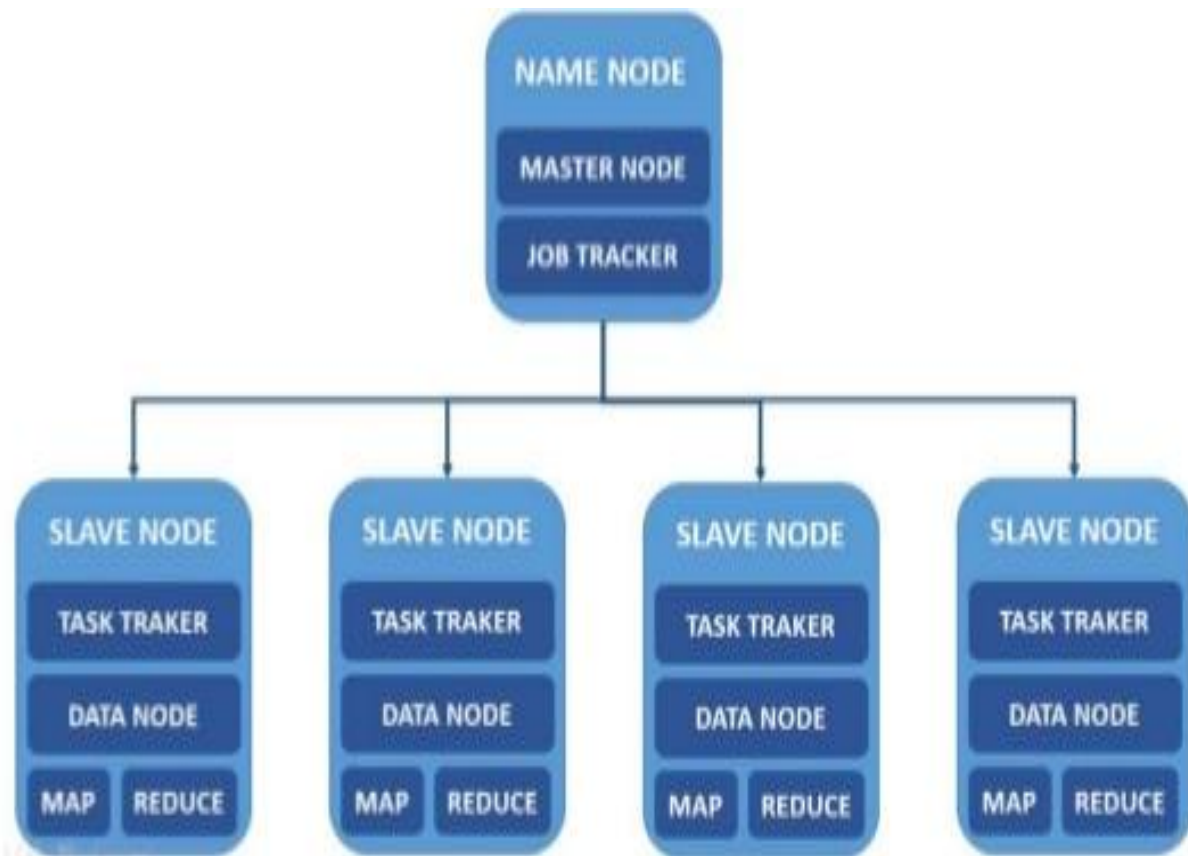 NAME NODE
MASTER NODE
JOB TRACKER
SLAVE NODE
TASK TRAKER
DATA NODE
MAP REDUCE
SLAVE NODE
TASK TRAKER
DATA NODE
MAP REDUCE
SLAVE NODE
TASK TRAKER
DATA NODE
MAP REDUCE
SLAVE NODE
TASK TRAKER
DATA NODE
MAP REDUCE